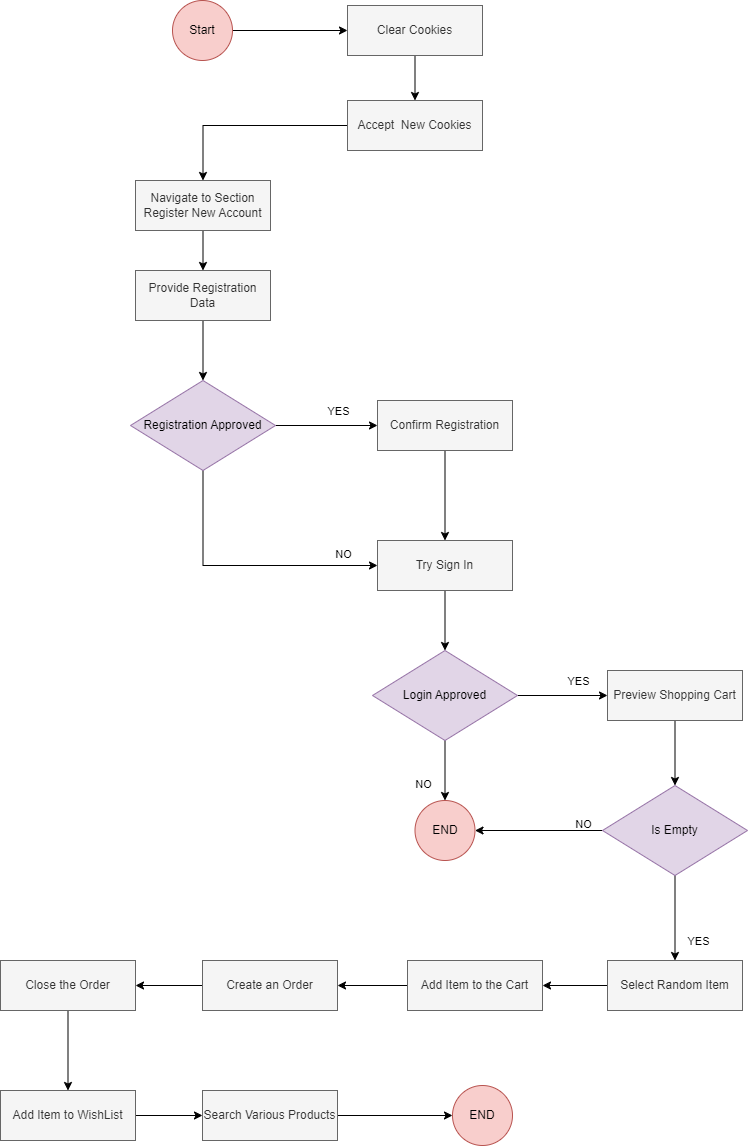 Start
Clear Cookies
Accept  New Cookies
Navigate to Section
Register New Account
Provide Registration
Data
Registration Approved
YES
Confirm Registration
NO
Try Sign In
Login Approved
YES
Preview Shopping Cart
NO
END
NO
Is Empty
YES
Close the Order
Create an Order
Add Item to the Cart
Select Random Item
Add Item to WishList
Search Various Products
END